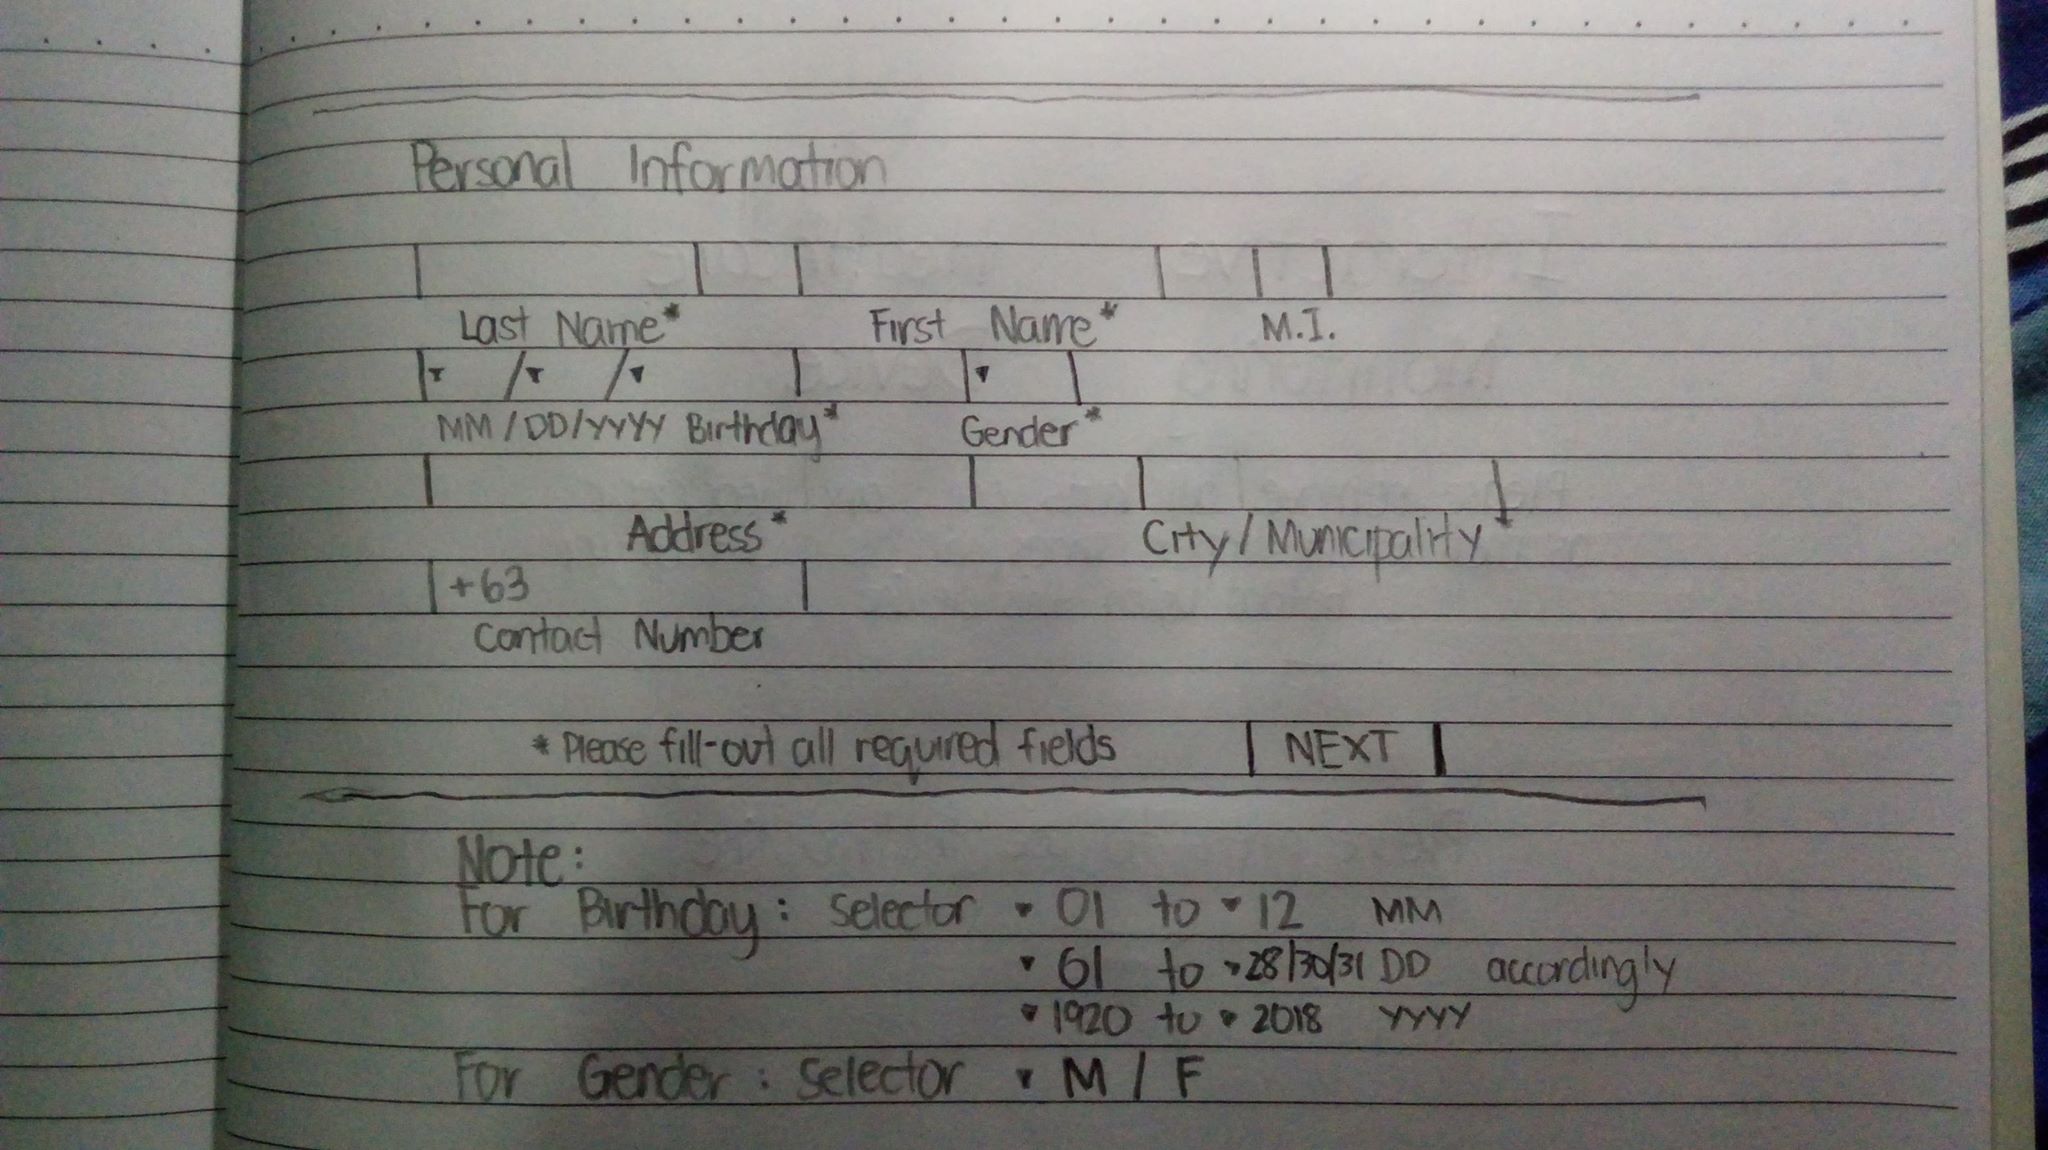 Personal Information
Last Name* First Name* M.I.
▾ / ▾ / ▾ ▾
MM/DD/YYYY Birthday* Gender*
Address* City/Municipality*
+63
Contact Number
* Please fill-out all required fields NEXT
Note:
For Birthday: selector ▾ 01 to ▾ 12 MM
▾ 01 to ▾ 28/30/31 DD accordingly
▾ 1920 to ▾ 2018 YYYY
For Gender: selector ▾ M / F